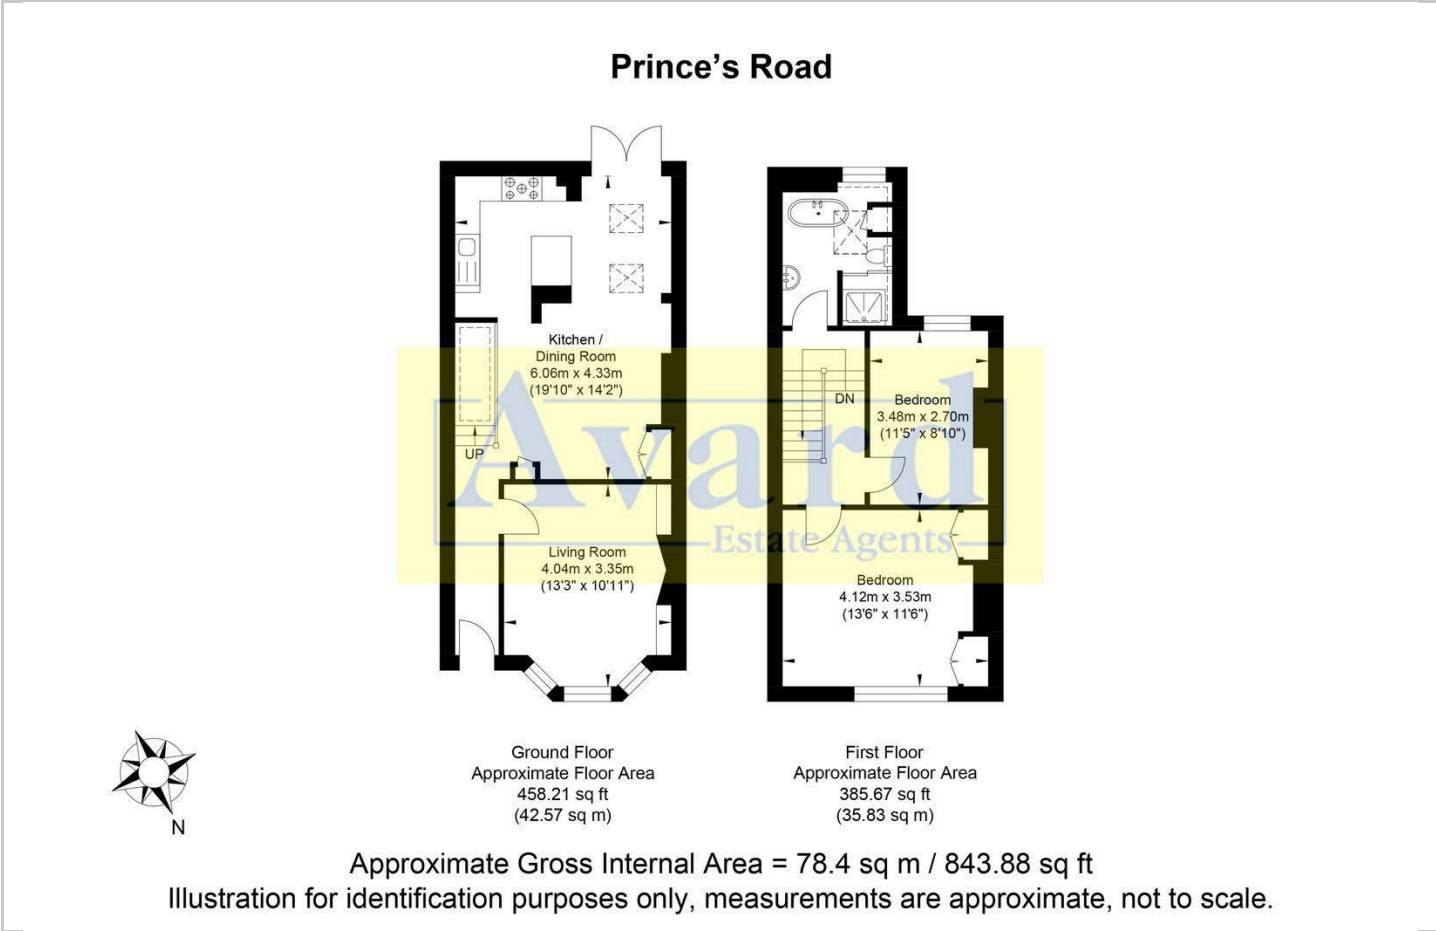 Prince's Road
Kitchen /
Dining Room
6.06m x 4.33m
(19'10" x 14'2")
UP
Living Room
4.04m x 3.35m
(13'3" x 10'11")
DN
Bedroom
3.48m x 2.70m
(11'5" x 8'10")
Bedroom
4.12m x 3.53m
(13'6" x 11'6")
Avard
Estate Agents
Ground Floor
Approximate Floor Area
458.21 sq ft
(42.57 sq m)
First Floor
Approximate Floor Area
385.67 sq ft
(35.83 sq m)
N
Approximate Gross Internal Area = 78.4 sq m / 843.88 sq ft
Illustration for identification purposes only, measurements are approximate, not to scale.